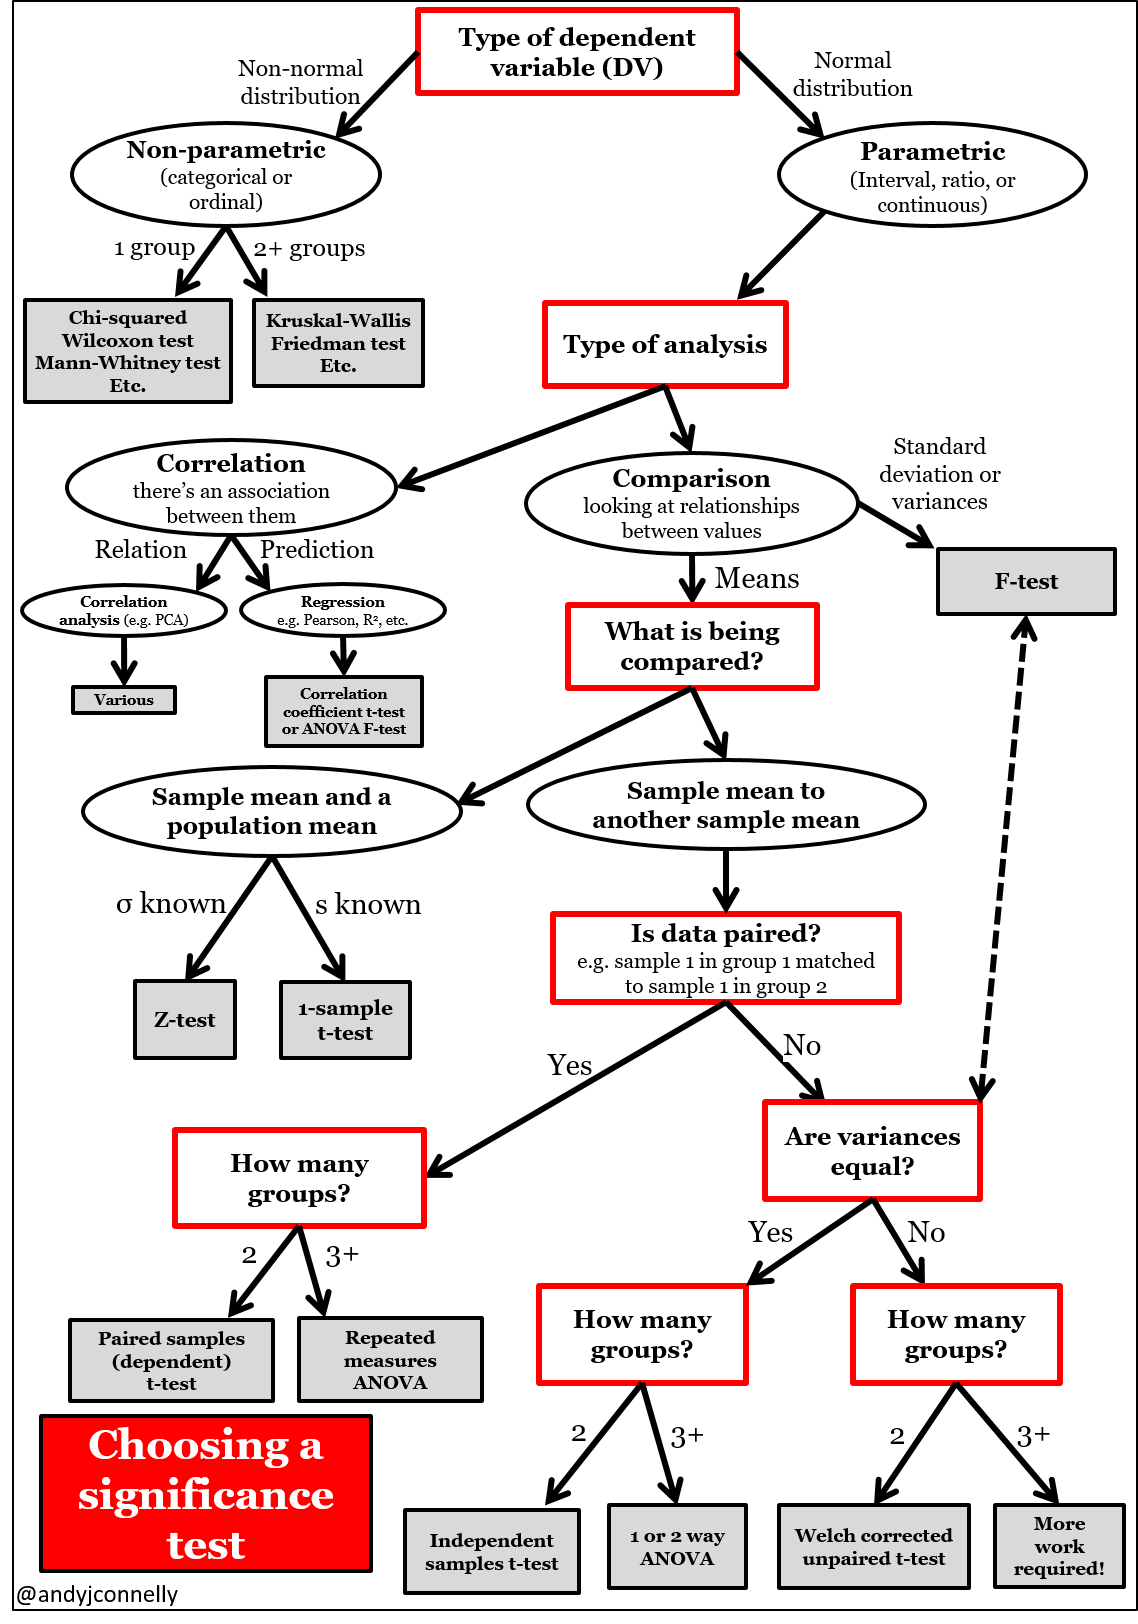 Type of dependent
variable (DV)
Non-normal
distribution
Normal
distribution
Non-parametric
(categorical or
ordinal)
Parametric
(Interval, ratio, or
continuous)
1 group
2+ groups
Chi-squared
Wilcoxon test
Mann-Whitney test
Etc.
Kruskal-Wallis
Friedman test
Etc.
Type of analysis
Correlation
there's an association
between them
Comparison
looking at relationships
between values
Standard
deviation or
variances
Relation
Prediction
Means
F-test
Correlation
analysis (e.g. PCA)
Regression
e.g. Pearson, R², etc.
What is being
compared?
Various
Correlation
coefficient t-test
or ANOVA F-test
Sample mean and a
population mean
Sample mean to
another sample mean
σ known
s known
Is data paired?
e.g. sample 1 in group 1 matched
to sample 1 in group 2
Z-test
1-sample
t-test
Yes
No
How many
groups?
Are variances
equal?
2
3+
Yes
No
Paired samples
(dependent)
t-test
Repeated
measures
ANOVA
How many
groups?
How many
groups?
2
3+
2
3+
Choosing a
significance
test
Independent
samples t-test
1 or 2 way
ANOVA
Welch corrected
unpaired t-test
More
work
required!
@andyjconnelly